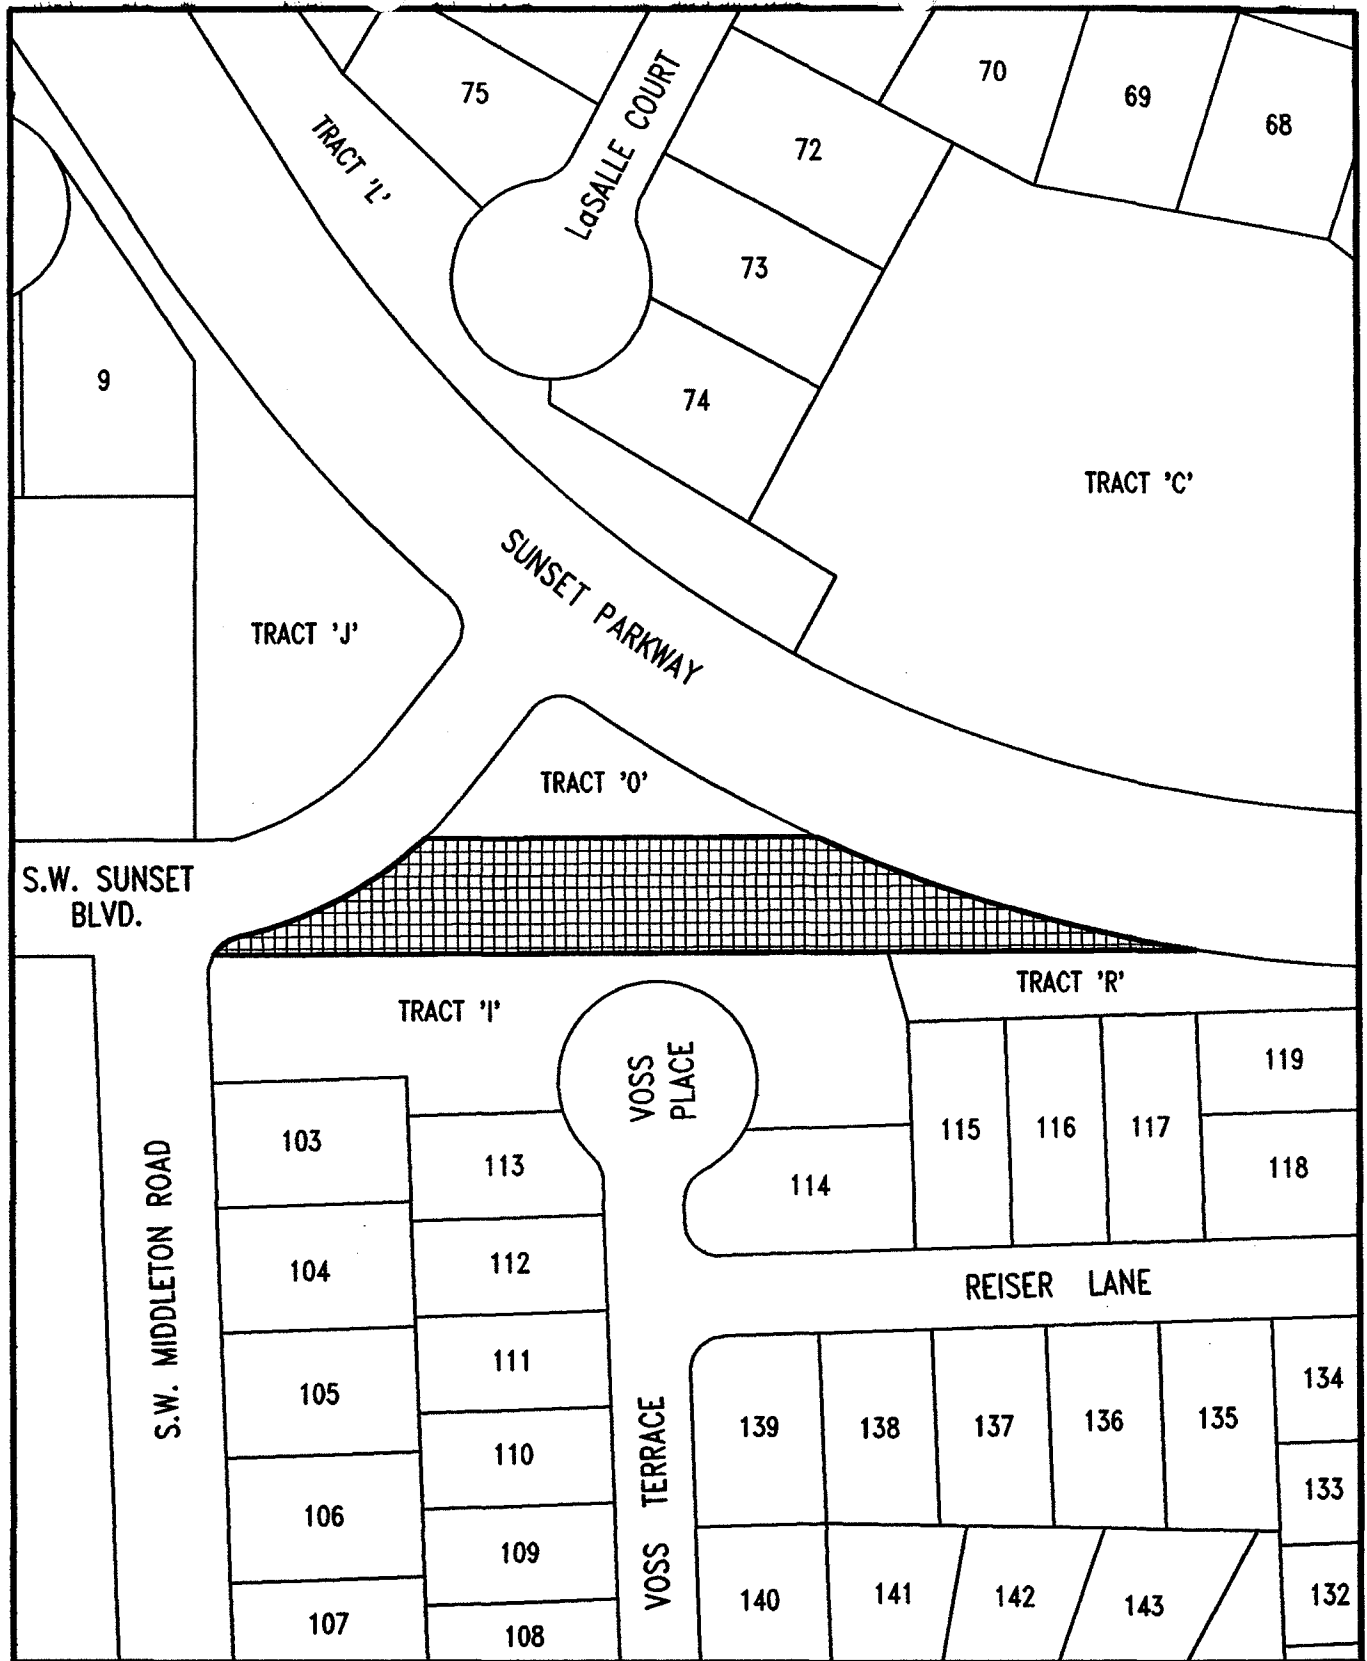 70
75
69
68
LaSALLE COURT
72
TRACT 'L'
73
9
74
TRACT 'C'
SUNSET PARKWAY
TRACT 'J'
TRACT 'O'
S.W. SUNSET
BLVD.
TRACT 'R'
TRACT 'I'
VOSS
PLACE
119
115
116
117
103
113
118
114
S.W. MIDDLETON ROAD
112
104
REISER LANE
111
134
105
139
138
137
136
135
110
133
106
VOSS TERRACE
109
132
140
141
142
143
107
108